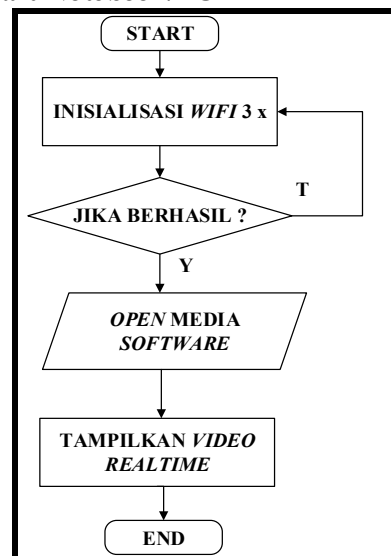 START
INISIALISASI WIFI 3 x
T
JIKA BERHASIL ?
Y
OPEN MEDIA
SOFTWARE
TAMPILKAN VIDEO
REALTIME
END